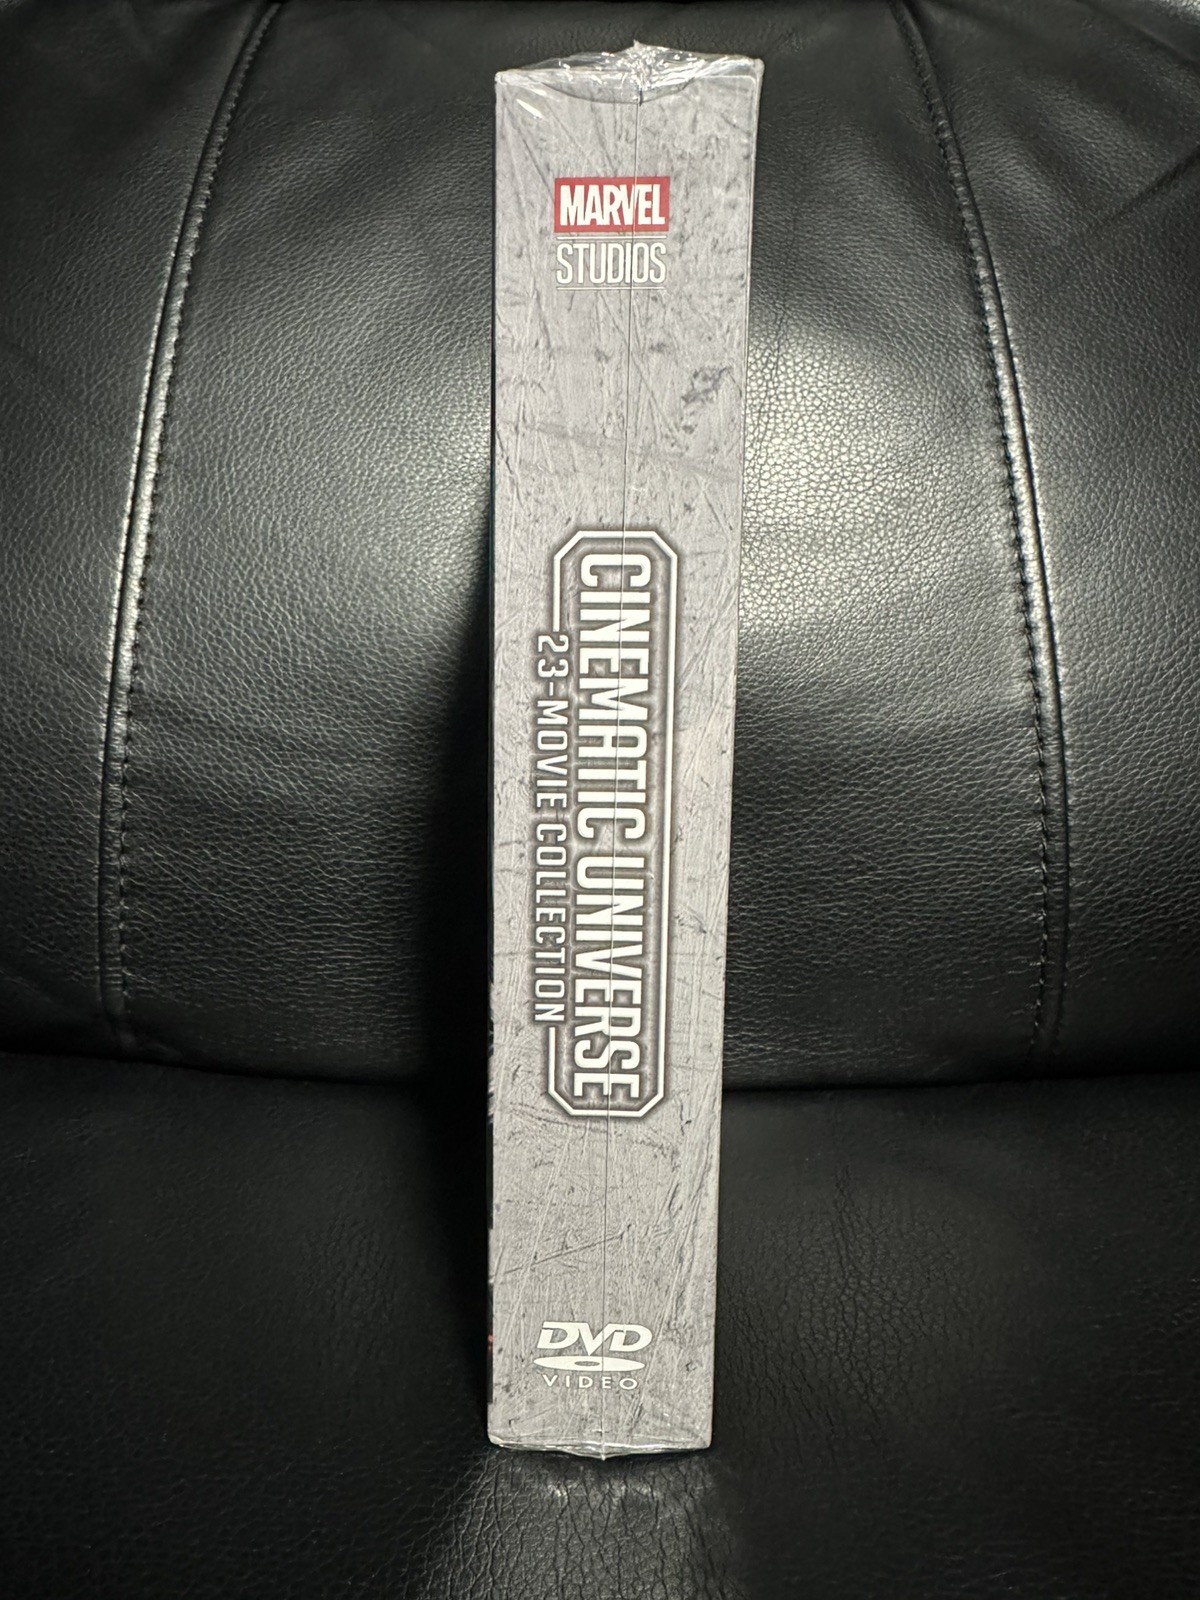 MARVEL
STUDIOS
CINEMATIC UNIVERSE
23-MOVIE COLLECTION
DVD
VIDEO